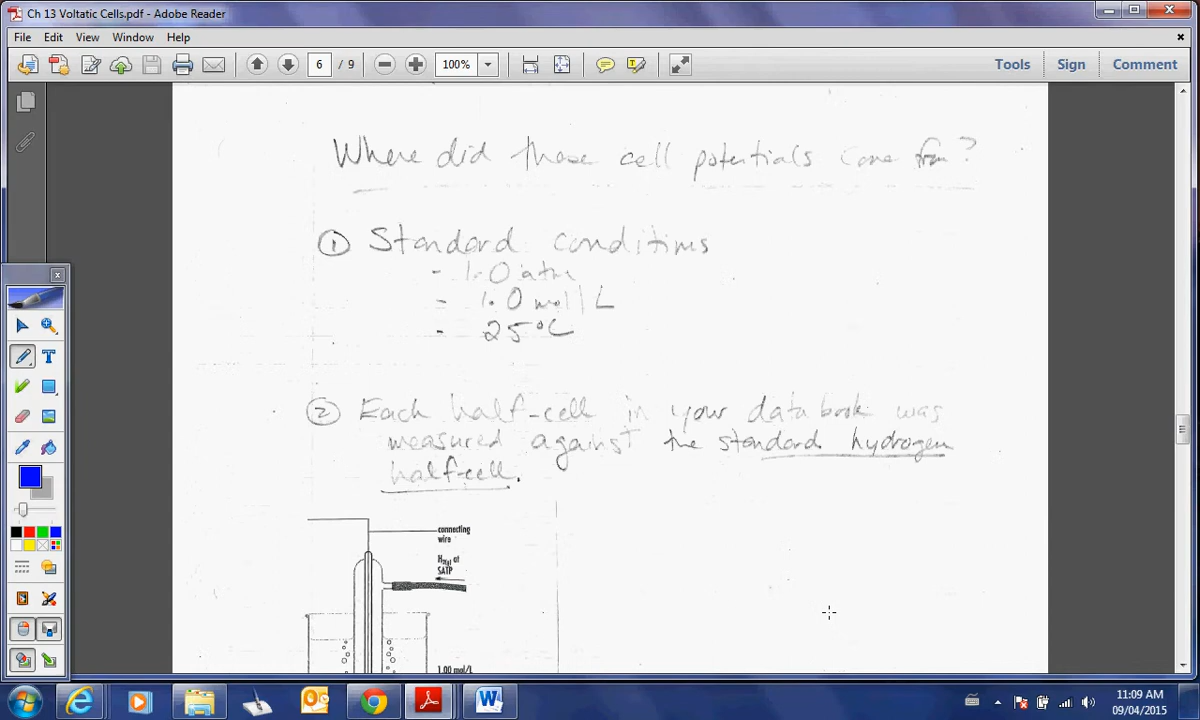 Ch 13 Voltatic Cells.pdf - Adobe Reader
File Edit View Window Help
6 / 9 100% Tools Sign Comment
Where did these cell potentials come from?
① Standard conditions
- 1.0 atm
- 1.0 mol/L
- 25°C
② Each half-cell in your data book was
measured against the standard hydrogen
half-cell.
connecting
wire
H2(g) at
SATP
1.00 mol/L
11:09 AM
09/04/2015